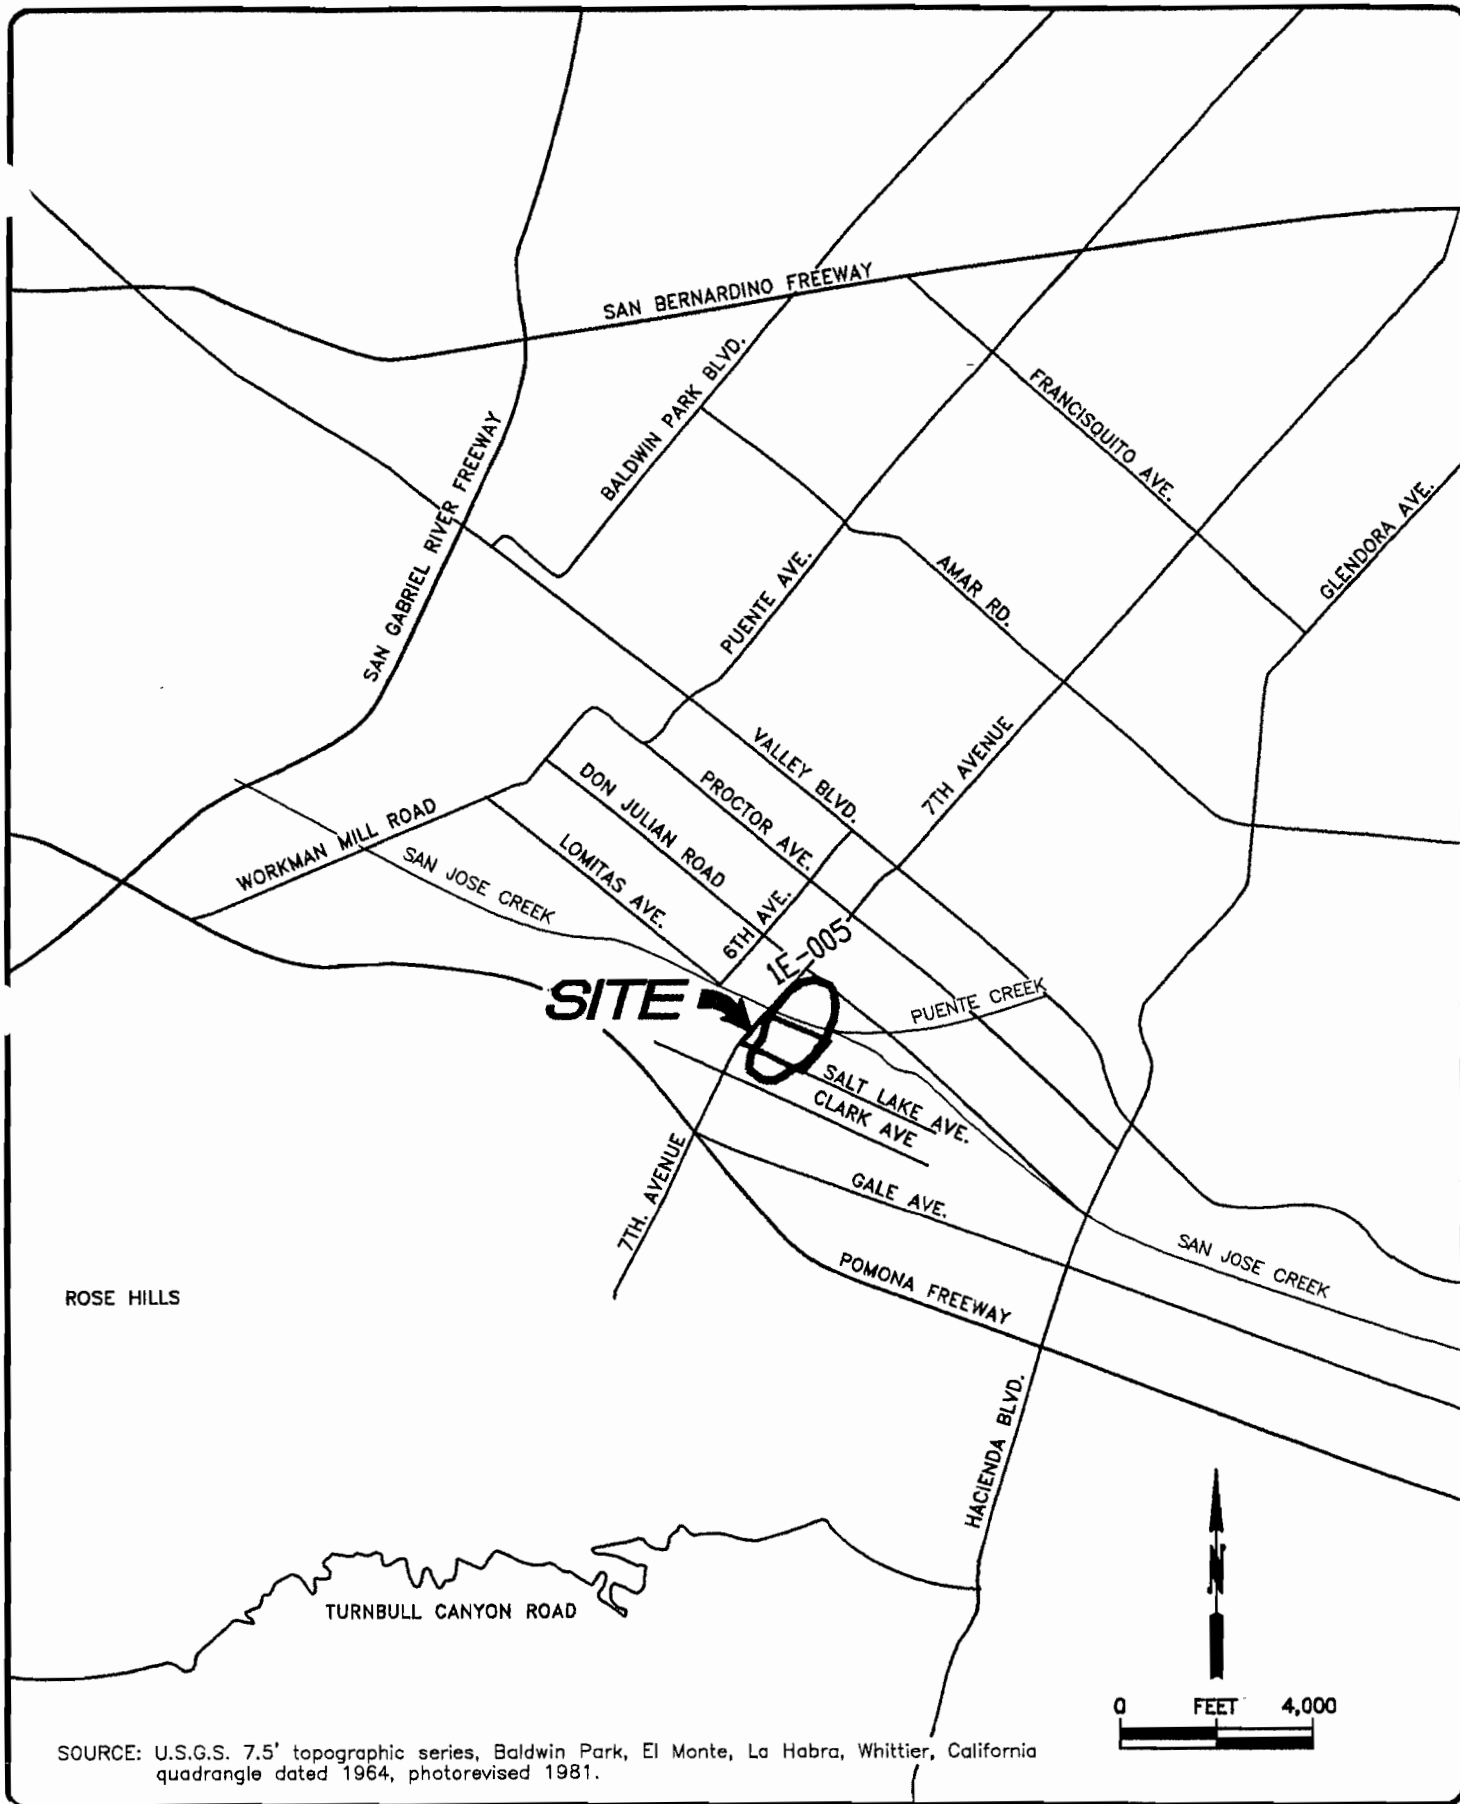 SAN BERNARDINO FREEWAY
BALDWIN PARK BLVD.
FRANCISQUITO AVE.
SAN GABRIEL RIVER FREEWAY
GLENDORA AVE.
PUENTE AVE.
AMAR RD.
VALLEY BLVD.
7TH AVENUE
DON JULIAN ROAD
PROCTOR AVE.
WORKMAN MILL ROAD
LOMITAS AVE.
SAN JOSE CREEK
6TH AVE.
1E-005
SITE
PUENTE CREEK
SALT LAKE AVE.
CLARK AVE
7TH. AVENUE
GALE AVE.
SAN JOSE CREEK
POMONA FREEWAY
ROSE HILLS
HACIENDA BLVD.
N
TURNBULL CANYON ROAD
0 FEET 4,000
SOURCE: U.S.G.S. 7.5' topographic series, Baldwin Park, El Monte, La Habra, Whittier, California
quadrangle dated 1964, photorevised 1981.